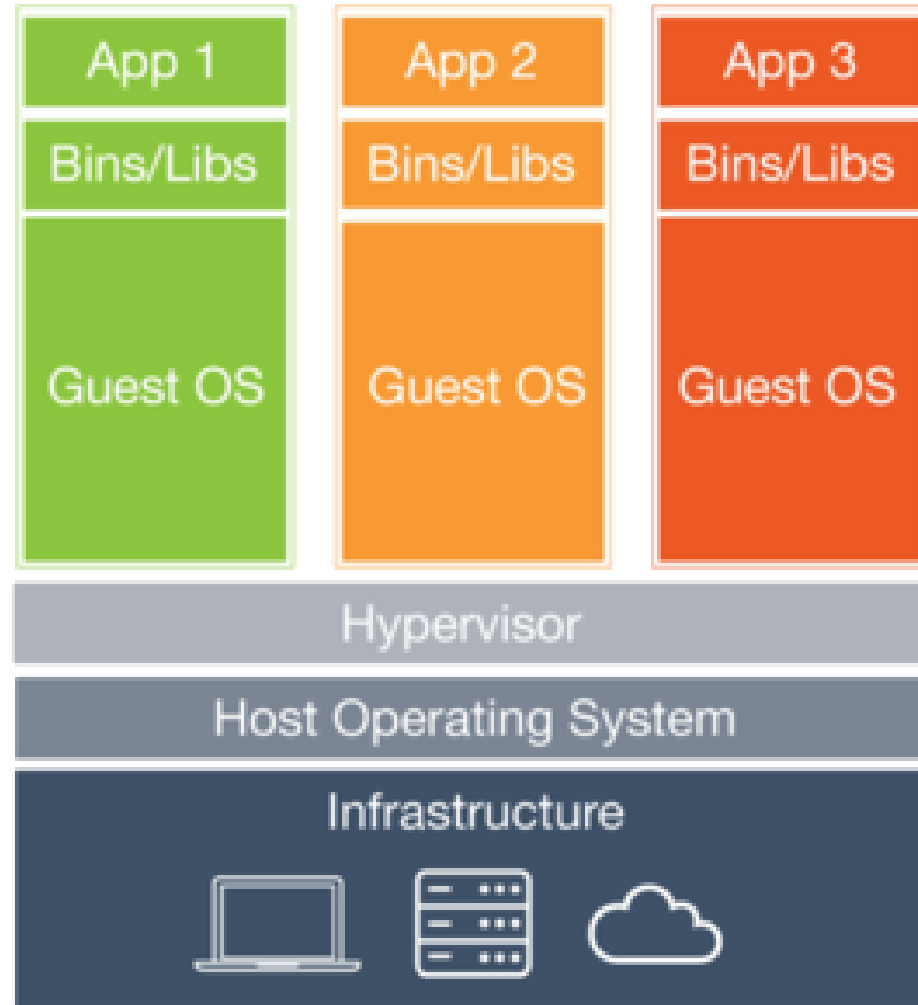 App 1
App 2
App 3
Bins/Libs
Bins/Libs
Bins/Libs
Guest OS
Guest OS
Guest OS
Hypervisor
Host Operating System
Infrastructure